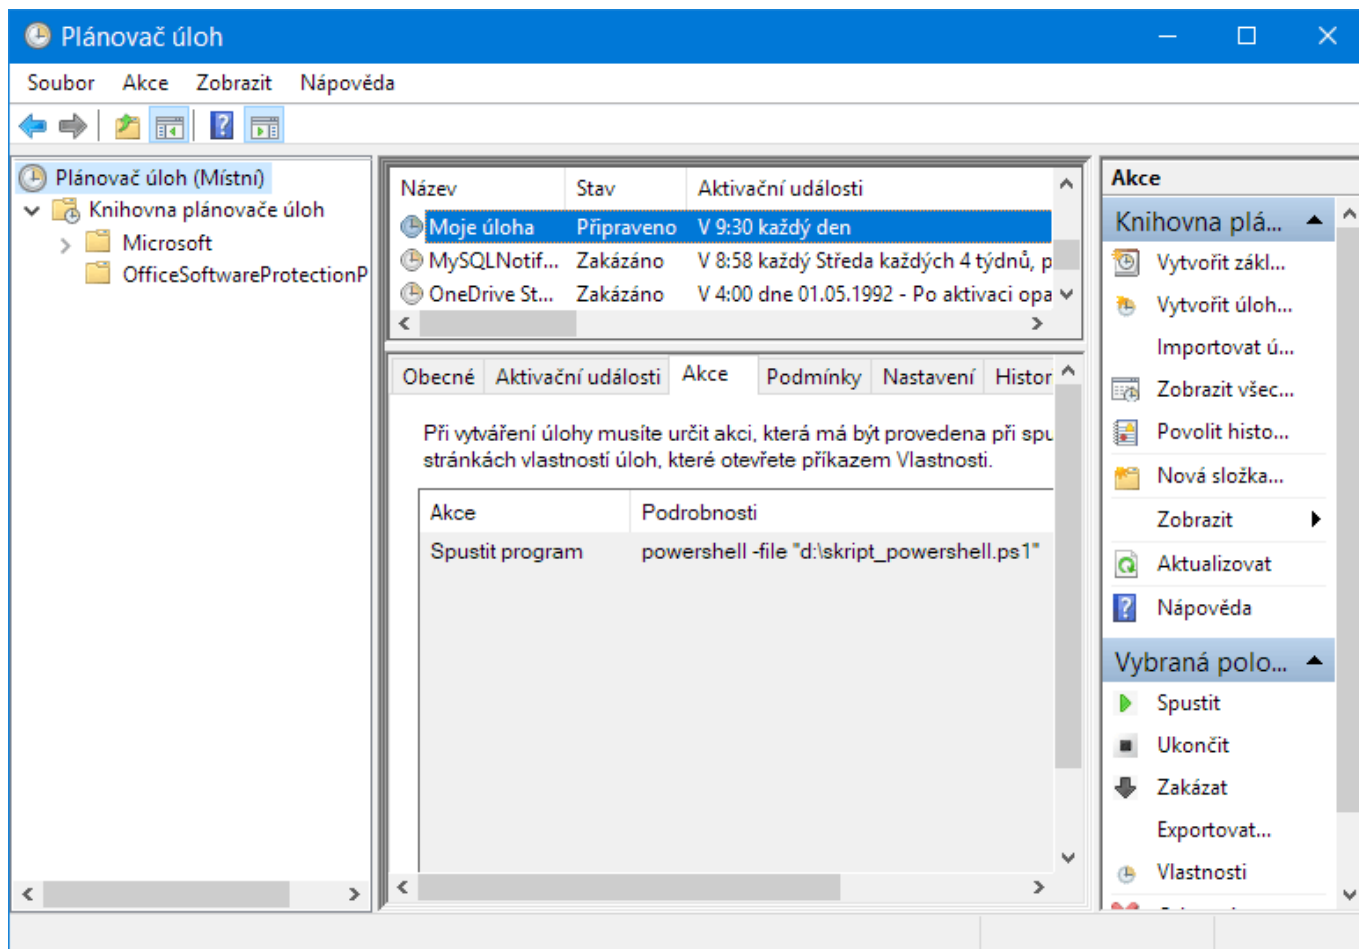 Plánovač úloh
Soubor Akce Zobrazit Nápověda
Plánovač úloh (Místní)
Knihovna plánovače úloh
Microsoft
OfficeSoftwareProtectionP
Název Stav Aktivační události
Moje úloha Připraveno V 9:30 každý den
MySQLNotif... Zakázáno V 8:58 každý Středa každých 4 týdnů, p
OneDrive St... Zakázáno V 4:00 dne 01.05.1992 - Po aktivaci opa
Obecné Aktivační události Akce Podmínky Nastavení Histor
Při vytváření úlohy musíte určit akci, která má být provedena při spu
stránkách vlastností úloh, které otevřete příkazem Vlastnosti.
Akce Podrobnosti
Spustit program powershell -file "d:\skript_powershell.ps1"
Akce
Knihovna plá...
Vytvořit zákl...
Vytvořit úloh...
Importovat ú...
Zobrazit všec...
Povolit histo...
Nová složka...
Zobrazit
Aktualizovat
Nápověda
Vybraná polo...
Spustit
Ukončit
Zakázat
Exportovat...
Vlastnosti